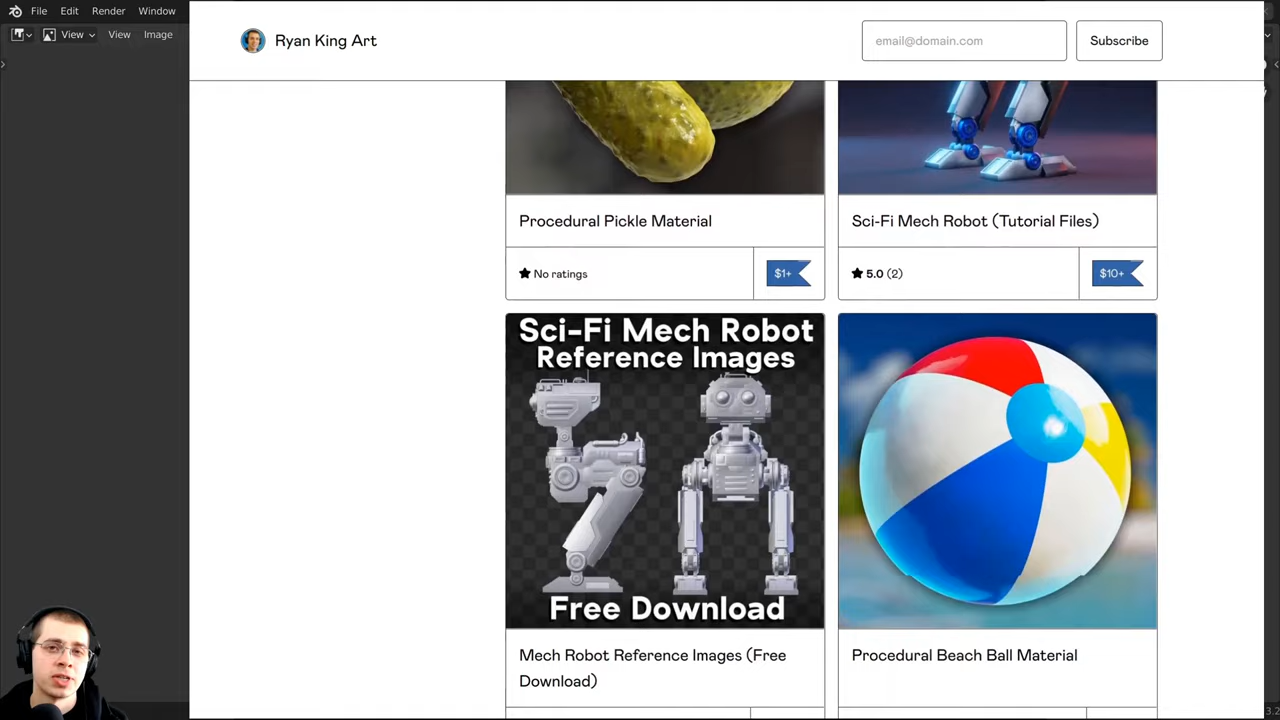 File Edit Render Window
View View Image
Ryan King Art
email@domain.com
Subscribe
Procedural Pickle Material
Sci-Fi Mech Robot (Tutorial Files)
No ratings
$1+
5.0 (2)
$10+
Sci-Fi Mech Robot
Reference Images
Free Download
Mech Robot Reference Images (Free
Download)
Procedural Beach Ball Material
3.2